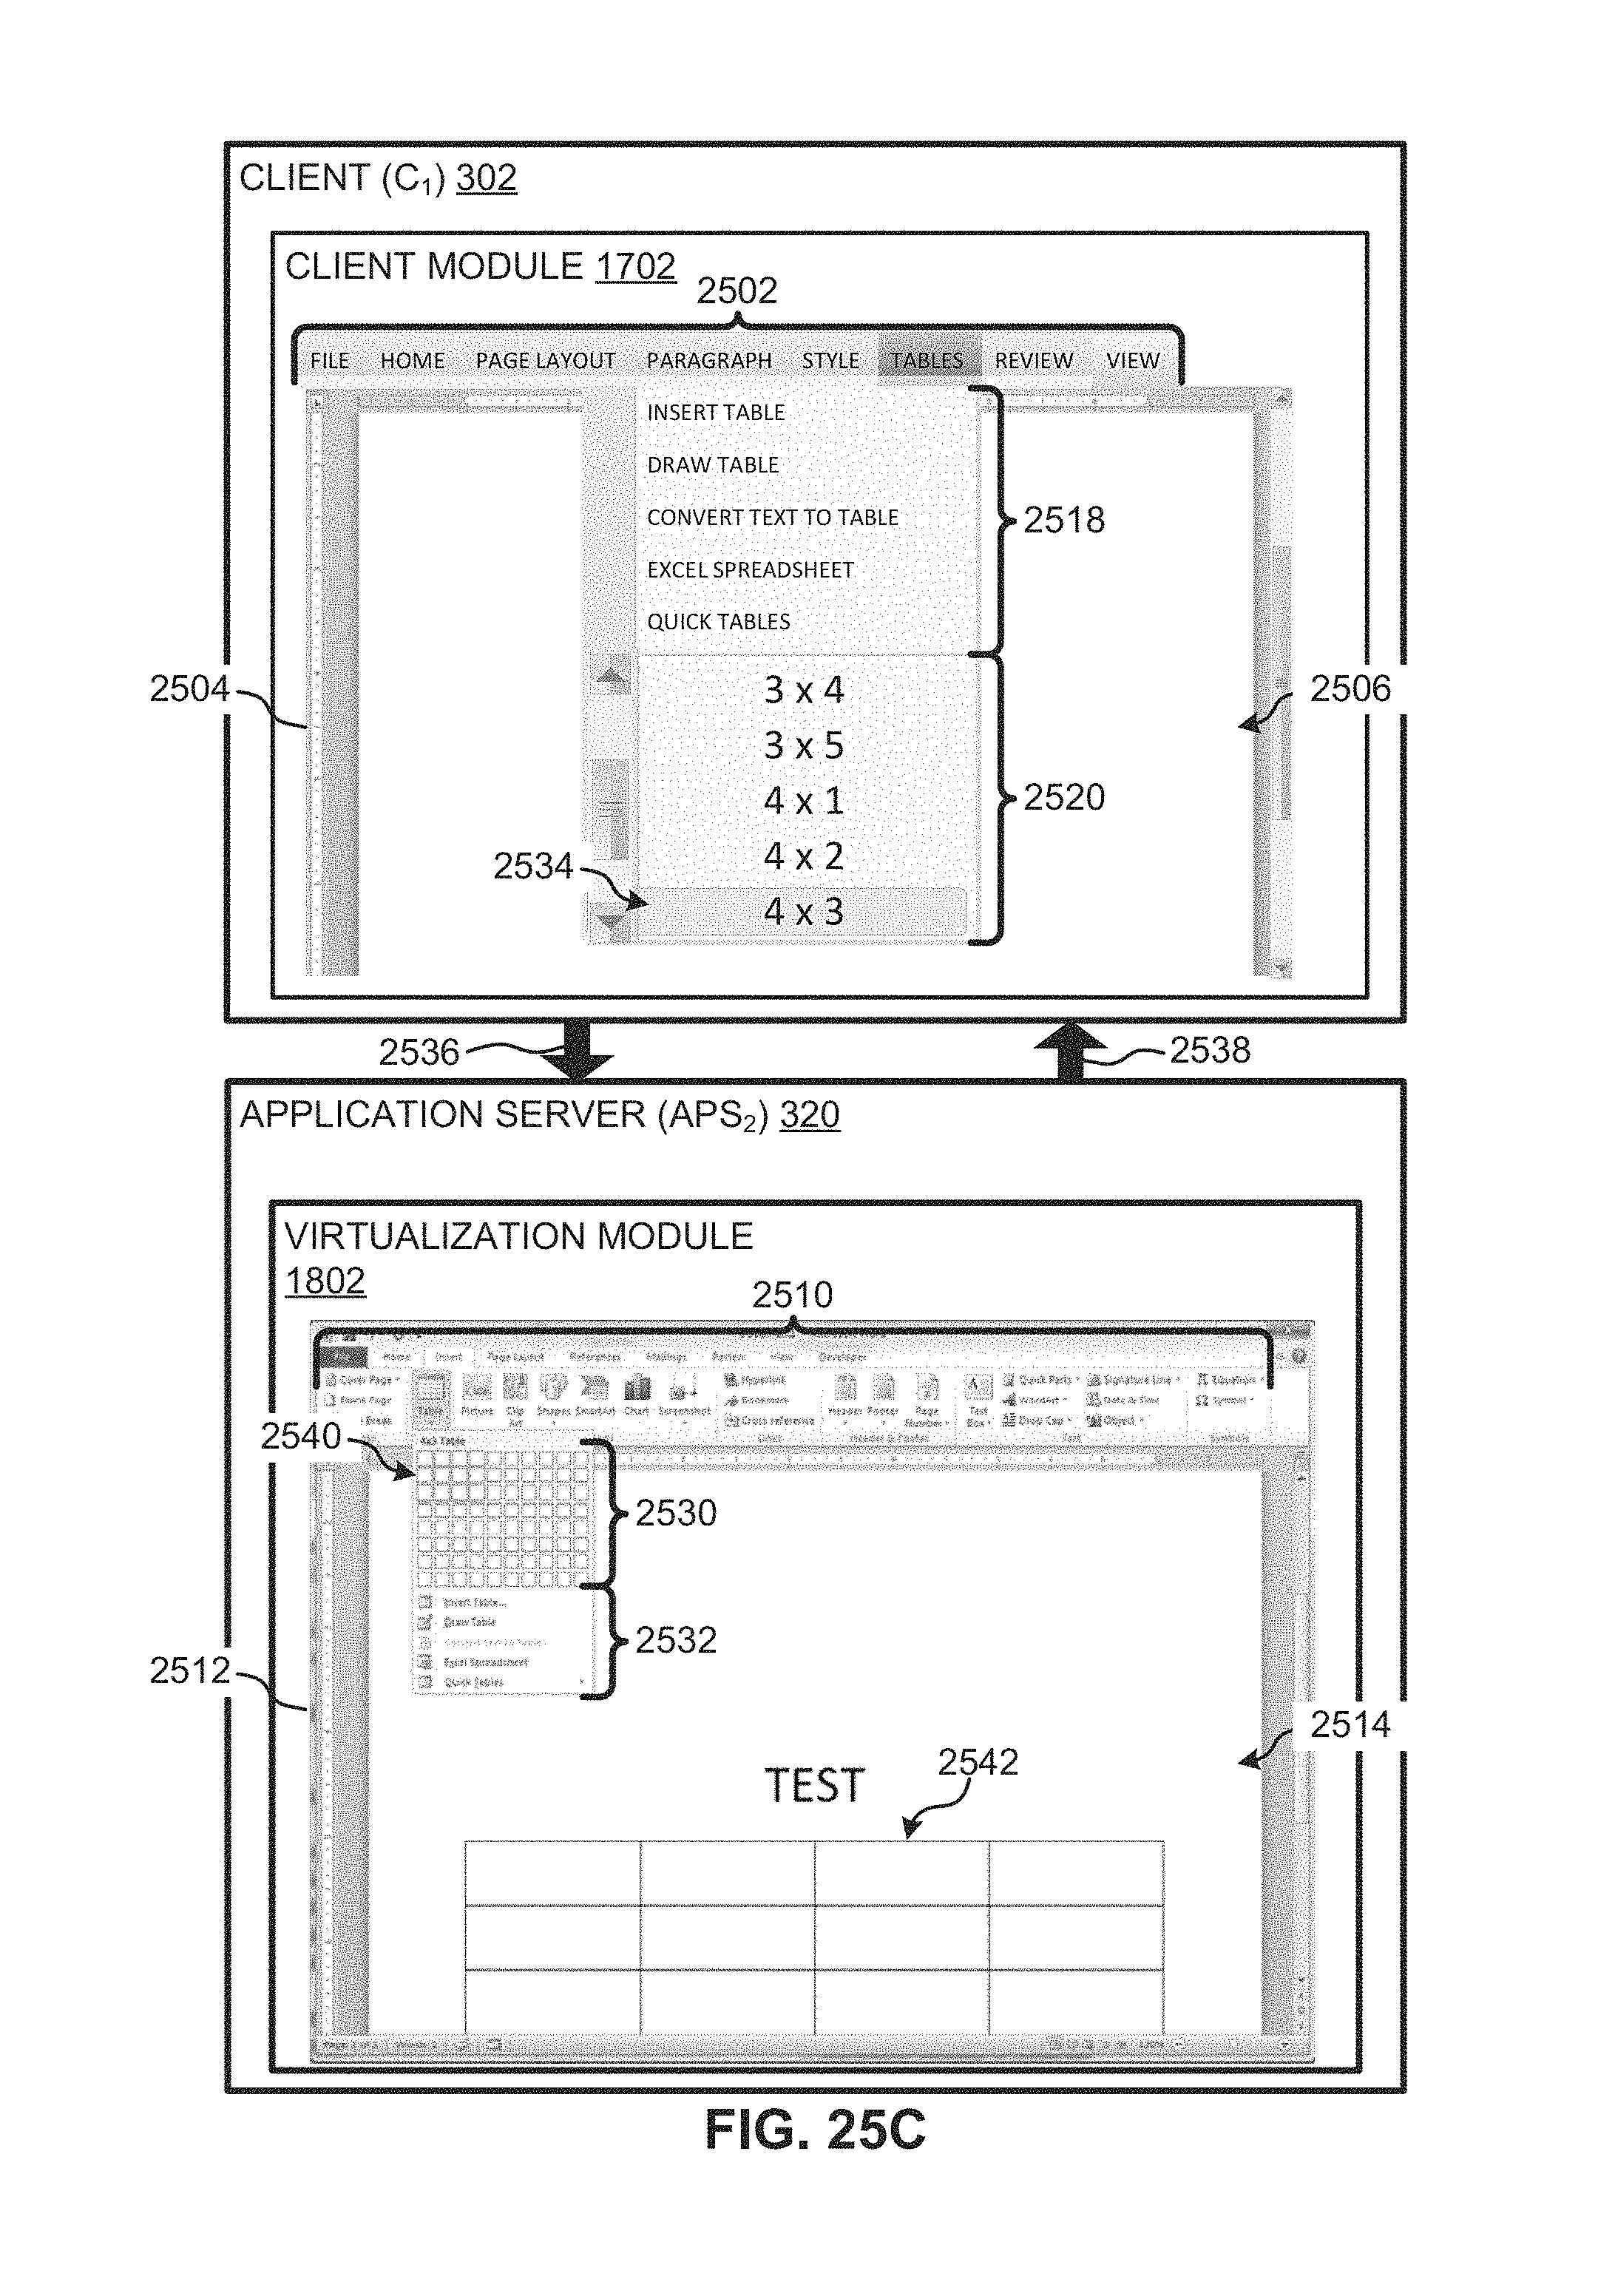 CLIENT (C₁) 302
CLIENT MODULE 1702
2502
FILE HOME PAGE LAYOUT PARAGRAPH STYLE TABLES REVIEW VIEW
INSERT TABLE
DRAW TABLE
CONVERT TEXT TO TABLE
2518
EXCEL SPREADSHEET
QUICK TABLES
2504
3 x 4
2506
3 x 5
4 x 1
2520
4 x 2
2534
4 x 3
2536
2538
APPLICATION SERVER (APS₂) 320
VIRTUALIZATION MODULE
1802
2510
Home Insert Page Layout References Mailings Review View Developer
Cover Page Hyperlink Quick Parts Signature Line Equation
Blank Page Bookmark WordArt Date & Time Symbol
Table Picture Clip Art Shapes SmartArt Chart Screenshot Header Footer Page Number Text Box
Break Cross reference Drop Cap Object
Links Header & Footer Text Symbols
2540
4x3 Table
2530
Insert Table...
Draw Table
2532
Excel Spreadsheet
Quick Tables
2512
2514
2542
TEST
FIG. 25C